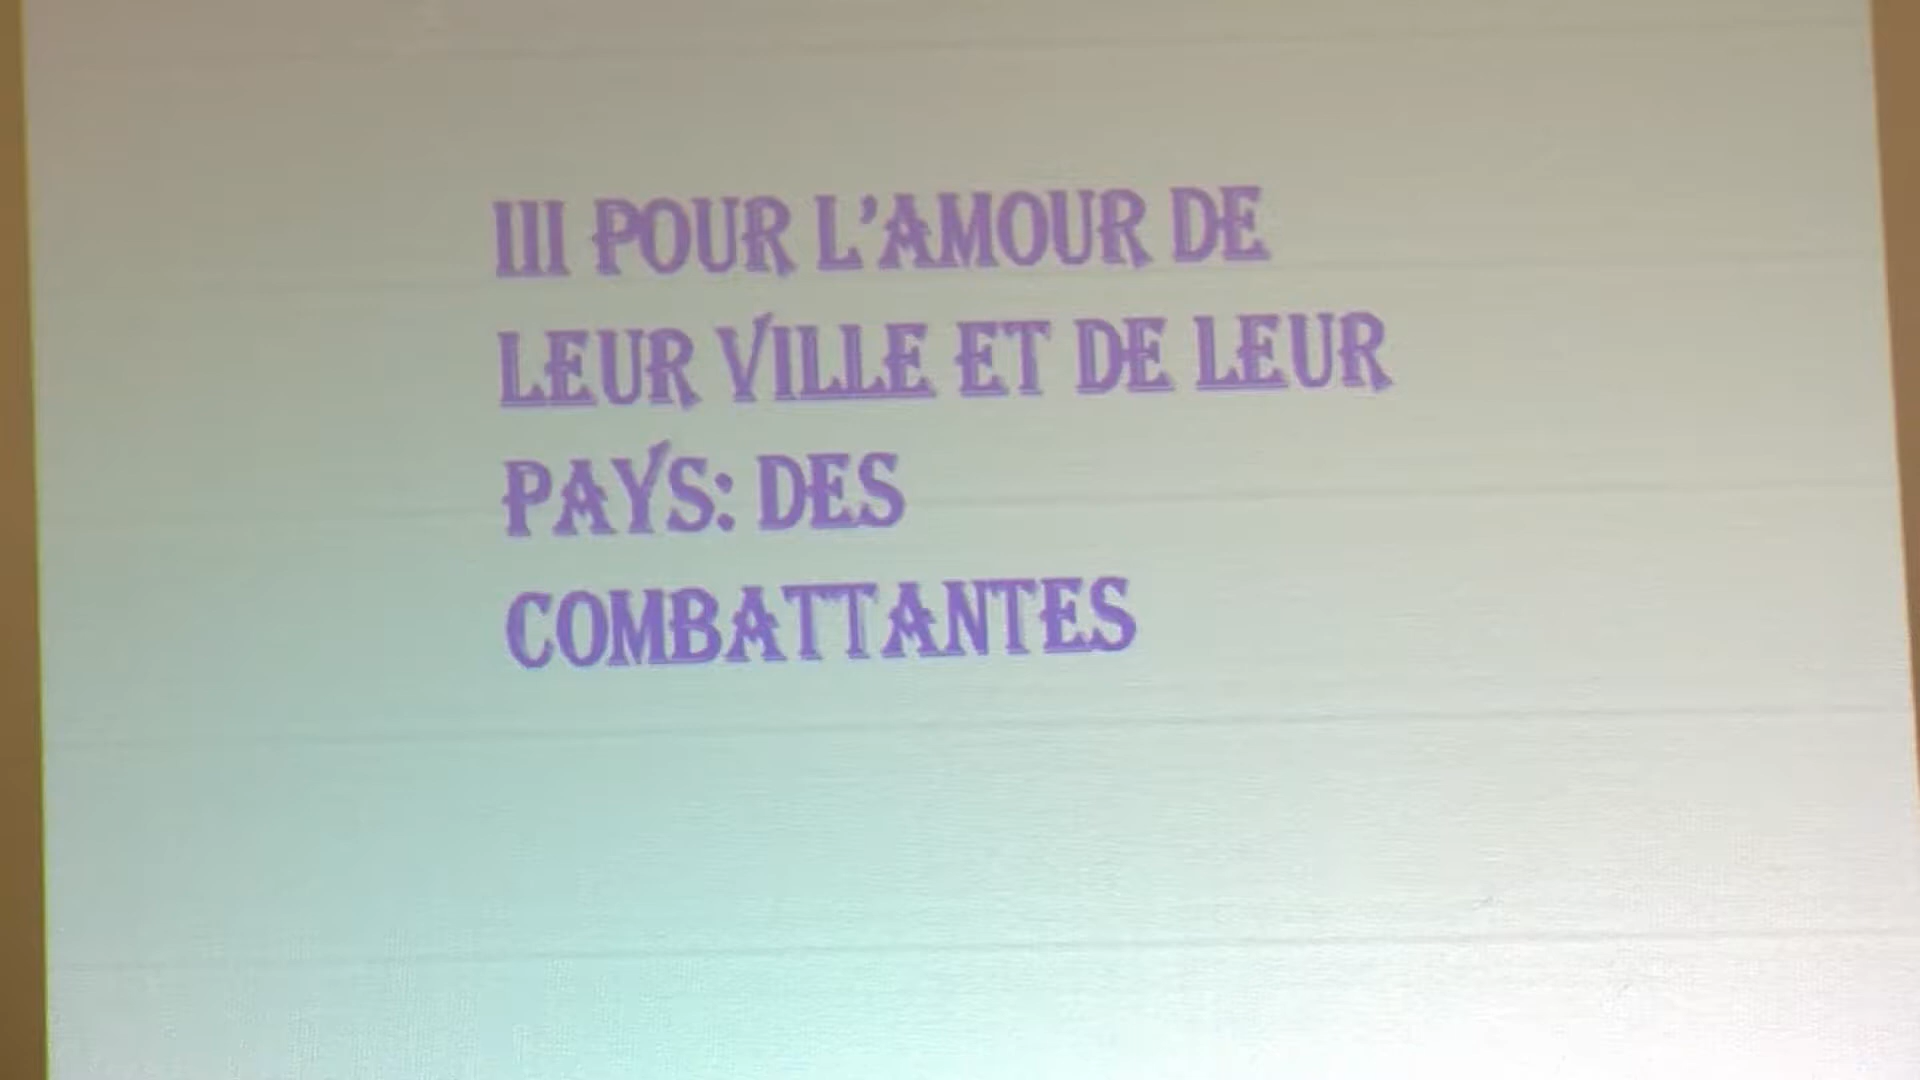 III POUR L'AMOUR DE
LEUR VILLE ET DE LEUR
PAYS: DES
COMBATTANTES